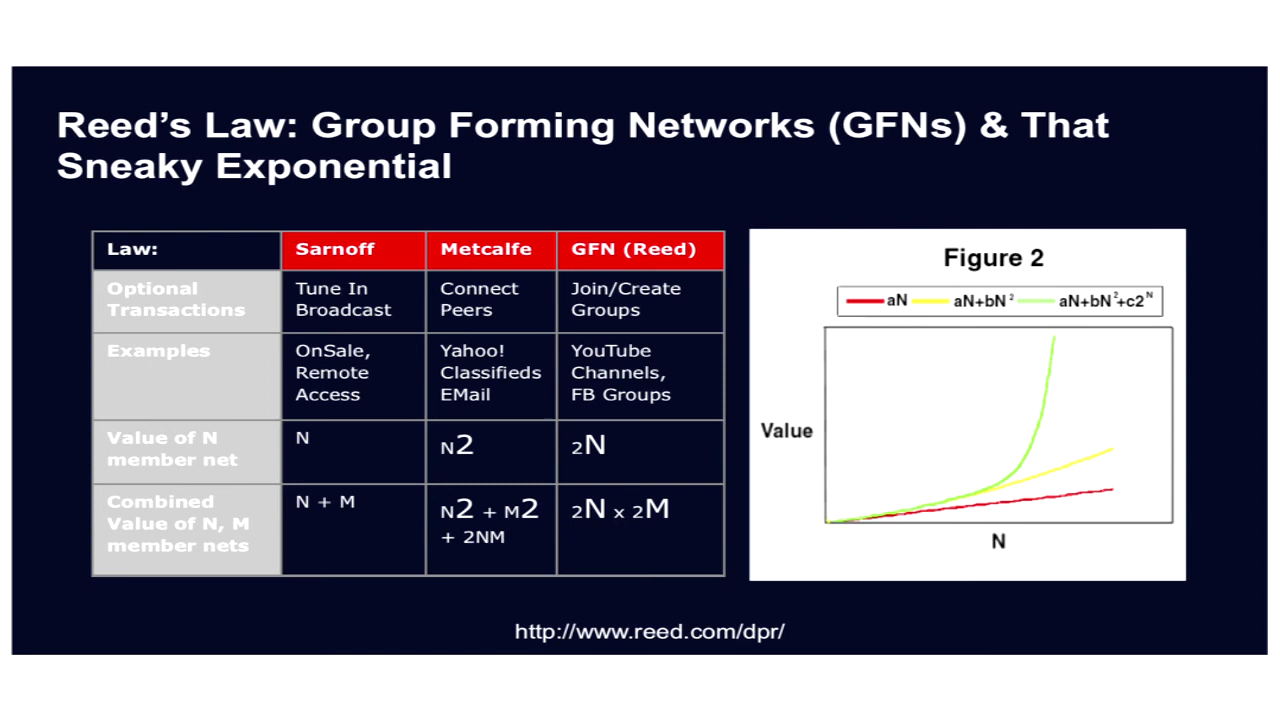 Reed's Law: Group Forming Networks (GFNs) & That
Sneaky Exponential
Law:
Sarnoff
Metcalfe
GFN (Reed)
Optional
Transactions
Tune In
Broadcast
Connect
Peers
Join/Create
Groups
Examples
OnSale,
Remote
Access
Yahoo!
Classifieds
EMail
YouTube
Channels,
FB Groups
Value of N
member net
N
N2
2N
Combined
Value of N, M
member nets
N + M
N2 + M2
+ 2NM
2N x 2M
Figure 2
aN
aN+bN²
aN+bN²+c2ᴺ
Value
N
http://www.reed.com/dpr/